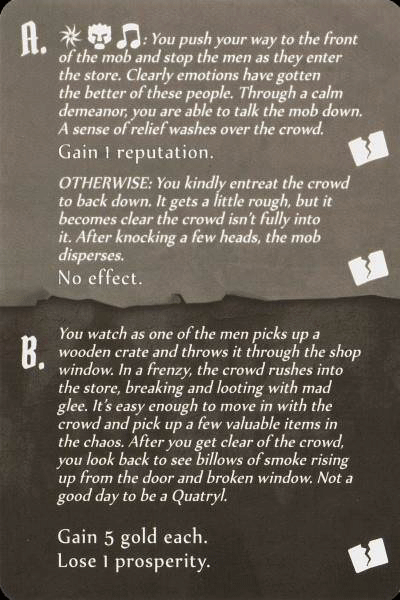 A.
: You push your way to the front
of the mob and stop the men as they enter
the store. Clearly emotions have gotten
the better of these people. Through a calm
demeanor, you are able to talk the mob down.
A sense of relief washes over the crowd.
Gain 1 reputation.
OTHERWISE: You kindly entreat the crowd
to back down. It gets a little rough, but it
becomes clear the crowd isn't fully into
it. After knocking a few heads, the mob
disperses.
No effect.
B.
You watch as one of the men picks up a
wooden crate and throws it through the shop
window. In a frenzy, the crowd rushes into
the store, breaking and looting with mad
glee. It's easy enough to move in with the
crowd and pick up a few valuable items in
the chaos. After you get clear of the crowd,
you look back to see billows of smoke rising
up from the door and broken window. Not a
good day to be a Quatryl.
Gain 5 gold each.
Lose 1 prosperity.